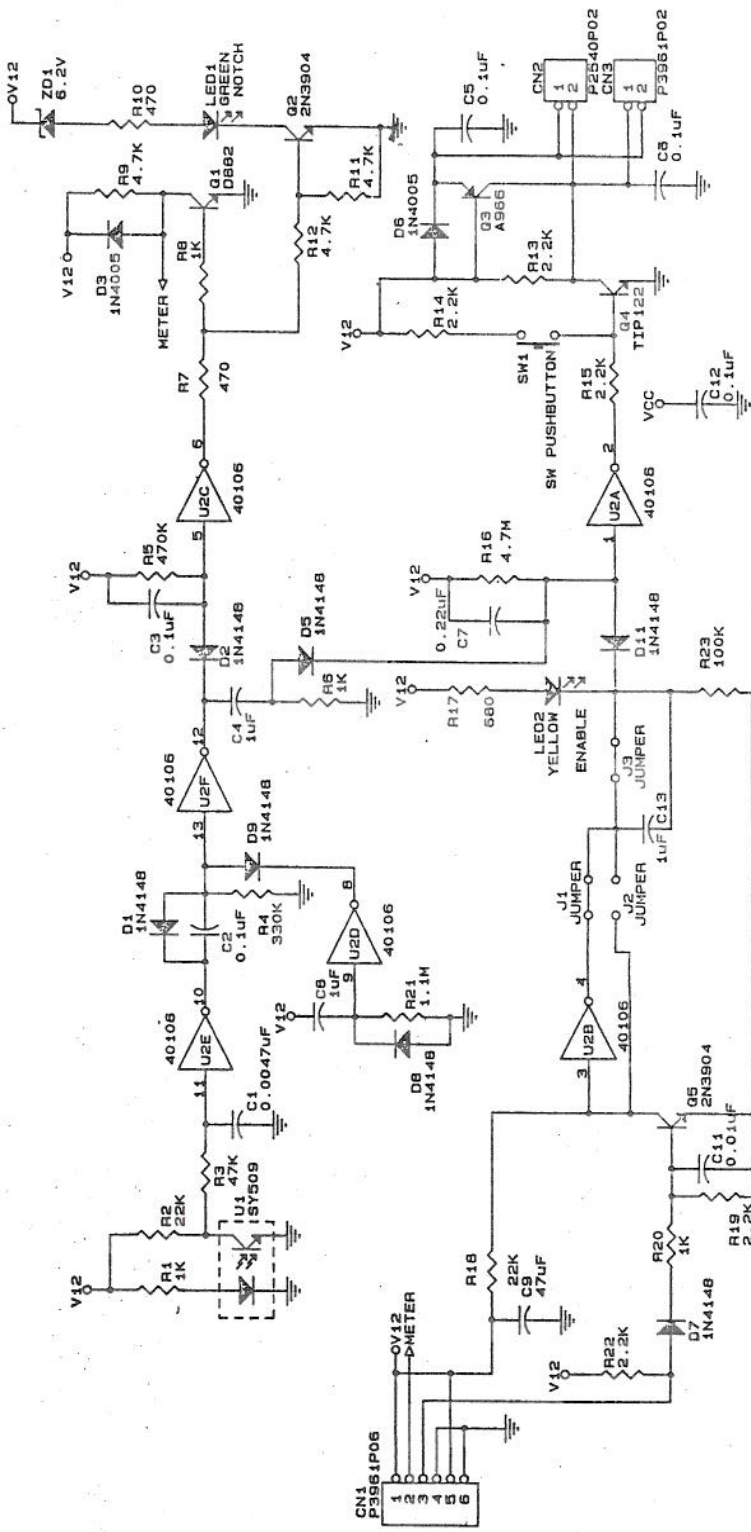 V12
R1
1K
R2
22K
U1
SY509
R3
47K
C1
0.0047uF
11
U2E
10
40106
D1
1N4148
C2
0.1uF
R4
330K
D9
1N4148
13
U2F
12
40106
V12
C6
1uF
9
U2D
8
40106
R21
1.1M
D8
1N4148
C4
1uF
R6
1K
D2
1N4148
D5
1N4148
V12
C3
0.1uF
R5
470K
5
U2C
6
40106
R7
470
R8
1K
METER
V12
D3
1N4005
R9
4.7K
Q1
D882
R12
4.7K
R11
4.7K
OV12
ZD1
6.2V
R10
470
LED1
GREEN
NOTCH
Q2
2N3904
CN1
P3961P06
1
2
3
4
5
6
V12
METER
C9
47uF
R18
22K
V12
R22
2.2K
D7
1N4148
R20
1K
R19
2.2K
C11
0.01uF
Q5
2N3904
3
U2B
4
40106
J1
JUMPER
J2
JUMPER
C13
1uF
J3
JUMPER
V12
R17
680
LED2
YELLOW
ENABLE
D11
1N4148
R23
100K
V12
0.22uF
C7
R16
4.7M
1
U2A
2
40106
R15
2.2K
VCC
C12
0.1uF
SW1
SW PUSHBUTTON
V12
R14
2.2K
R13
2.2K
Q4
TIP122
D6
1N4005
Q3
A966
C5
0.1uF
0.1uF
CN2
1
2
P2540P02
CN3
1
2
P3961P02